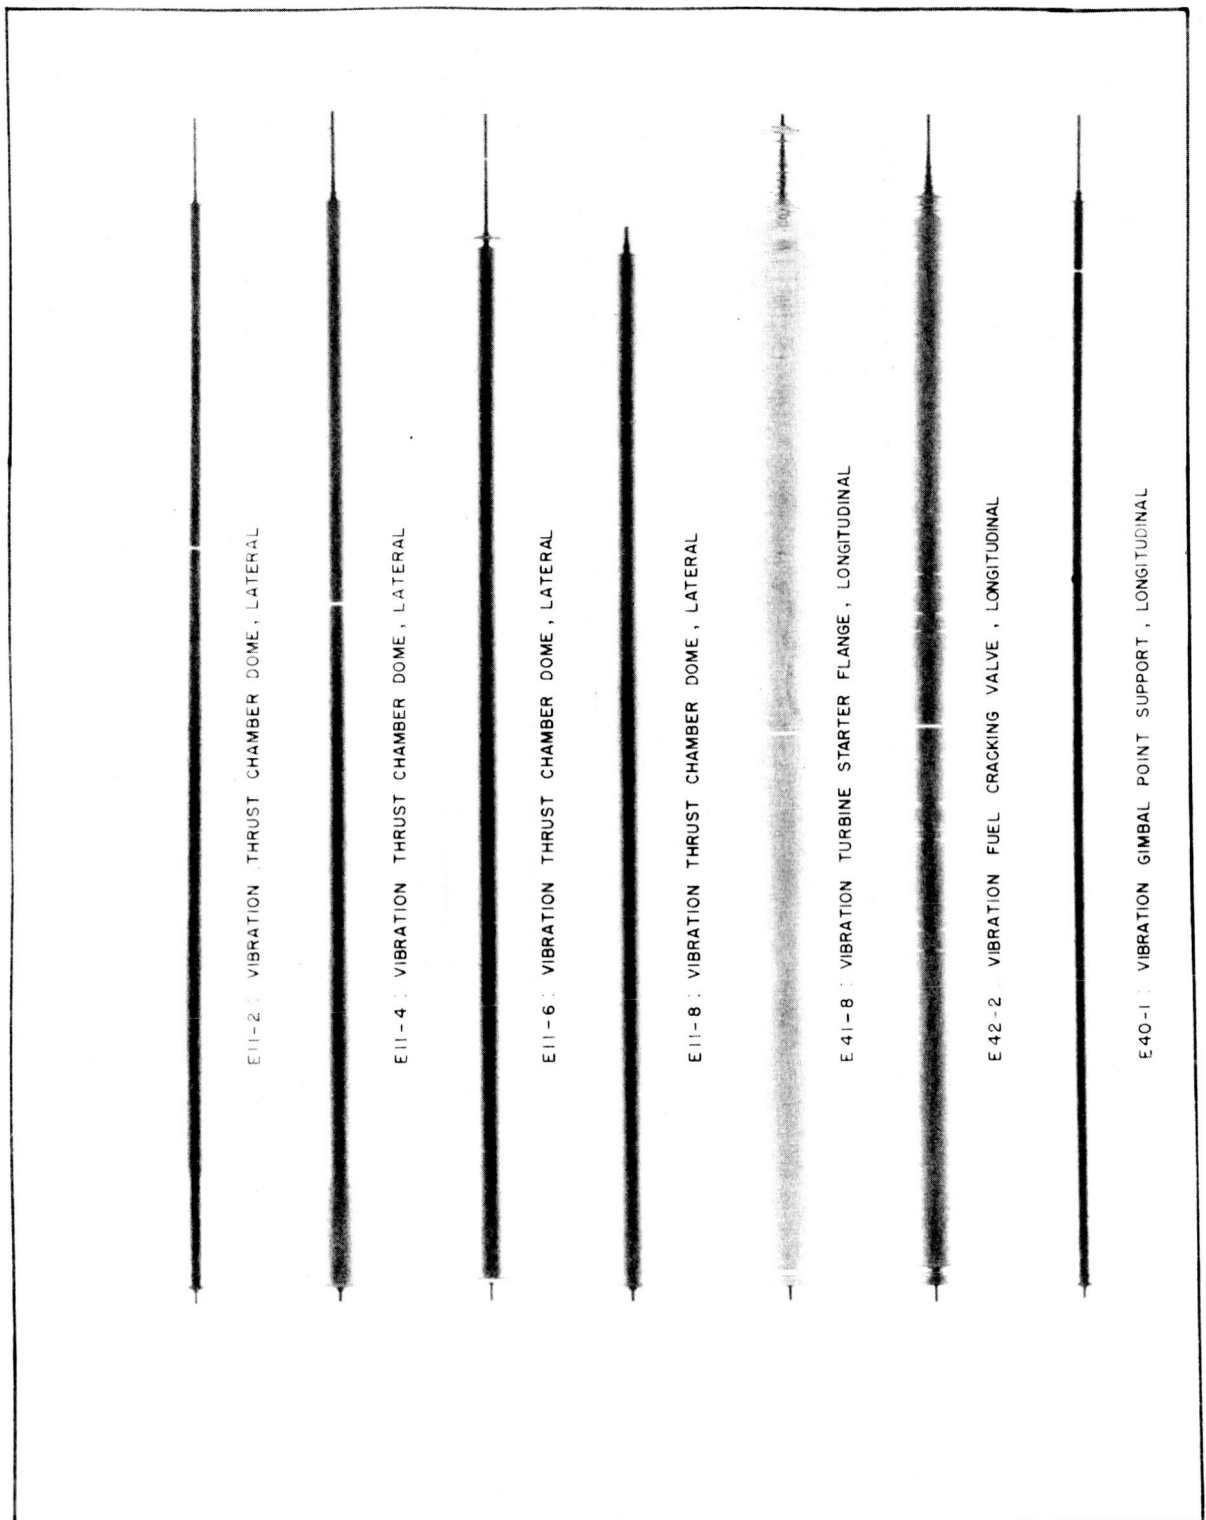 E11-2: VIBRATION THRUST CHAMBER DOME, LATERAL
E11-4: VIBRATION THRUST CHAMBER DOME, LATERAL
E11-6: VIBRATION THRUST CHAMBER DOME, LATERAL
E11-8: VIBRATION THRUST CHAMBER DOME, LATERAL
E41-8: VIBRATION TURBINE STARTER FLANGE, LONGITUDINAL
E42-2 VIBRATION FUEL CRACKING VALVE, LONGITUDINAL
E40-1: VIBRATION GIMBAL POINT SUPPORT, LONGITUDINAL